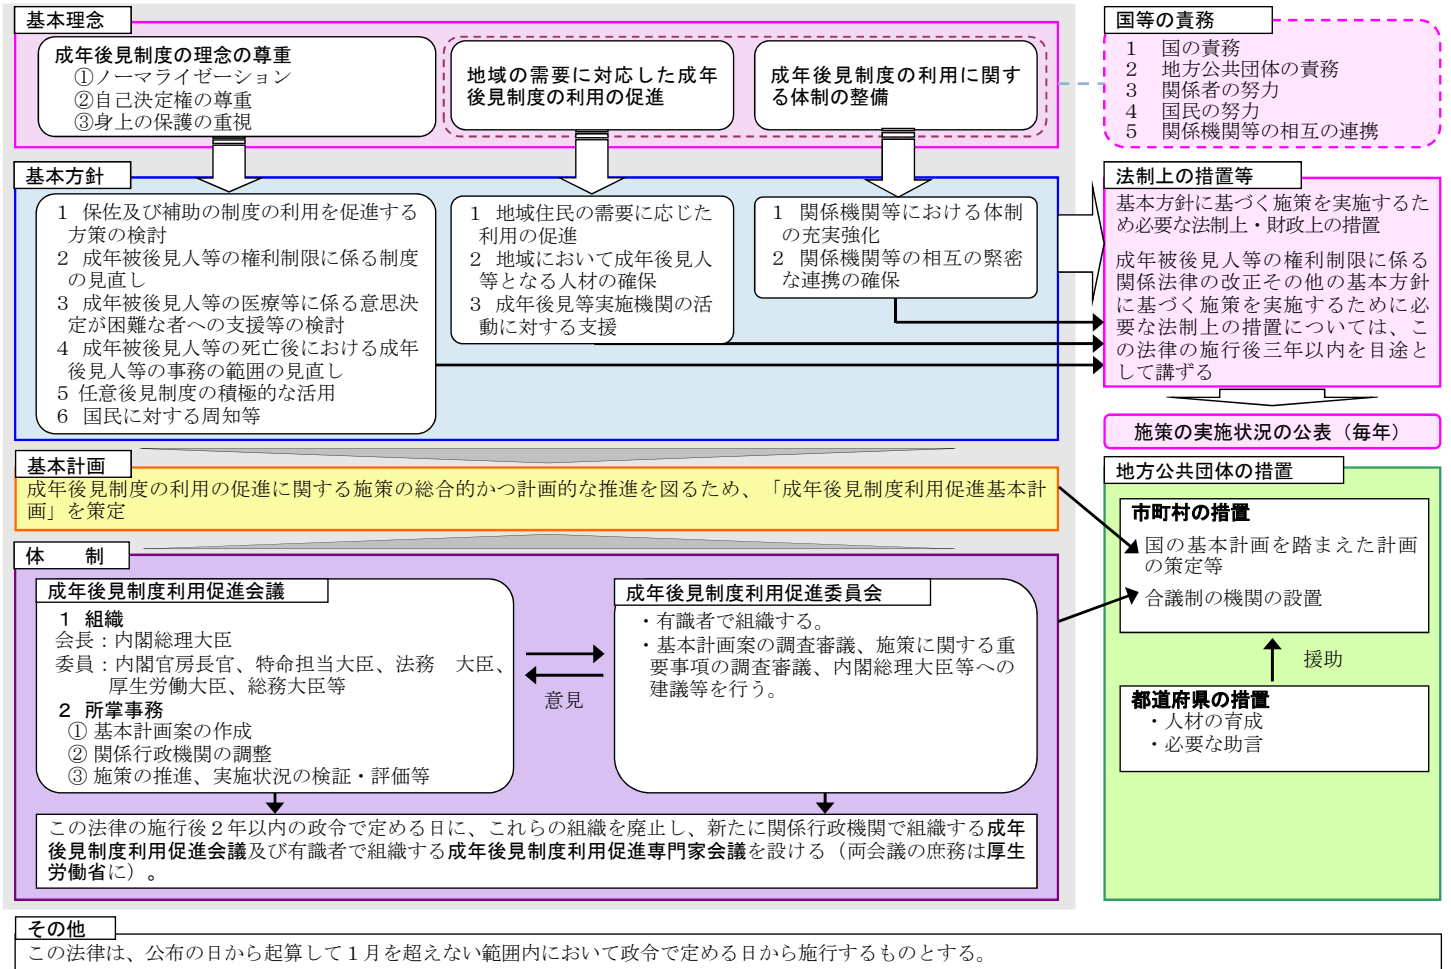 基本理念
成年後見制度の理念の尊重
①ノーマライゼーション
②自己決定権の尊重
③身上の保護の重視
地域の需要に対応した成年
後見制度の利用の促進
成年後見制度の利用に関す
る体制の整備
国等の責務
1 国の責務
2 地方公共団体の責務
3 関係者の努力
4 国民の努力
5 関係機関等の相互の連携
基本方針
1 保佐及び補助の制度の利用を促進する
方策の検討
2 成年被後見人等の権利制限に係る制度
の見直し
3 成年被後見人等の医療等に係る意思決
定が困難な者への支援等の検討
4 成年被後見人等の死亡後における成年
後見人等の事務の範囲の見直し
5 任意後見制度の積極的な活用
6 国民に対する周知等
1 地域住民の需要に応じた
利用の促進
2 地域において成年後見人
等となる人材の確保
3 成年後見等実施機関の活
動に対する支援
1 関係機関等における体制
の充実強化
2 関係機関等の相互の緊密
な連携の確保
法制上の措置等
基本方針に基づく施策を実施するた
め必要な法制上・財政上の措置
成年被後見人等の権利制限に係る
関係法律の改正その他の基本方針
に基づく施策を実施するために必
要な法制上の措置については、こ
の法律の施行後三年以内を目途と
して講ずる
施策の実施状況の公表（毎年）
基本計画
成年後見制度の利用の促進に関する施策の総合的かつ計画的な推進を図るため、「成年後見制度利用促進基本計
画」を策定
体　制
成年後見制度利用促進会議
1 組織
会長：内閣総理大臣
委員：内閣官房長官、特命担当大臣、法務　大臣、
厚生労働大臣、総務大臣等
2 所掌事務
① 基本計画案の作成
② 関係行政機関の調整
③ 施策の推進、実施状況の検証・評価等
意見
成年後見制度利用促進委員会
・有識者で組織する。
・基本計画案の調査審議、施策に関する重
要事項の調査審議、内閣総理大臣等への
建議等を行う。
この法律の施行後２年以内の政令で定める日に、これらの組織を廃止し、新たに関係行政機関で組織する成年
後見制度利用促進会議及び有識者で組織する成年後見制度利用促進専門家会議を設ける（両会議の庶務は厚生
労働省に）。
地方公共団体の措置
市町村の措置
国の基本計画を踏まえた計画
の策定等
合議制の機関の設置
援助
都道府県の措置
・人材の育成
・必要な助言
その他
この法律は、公布の日から起算して１月を超えない範囲内において政令で定める日から施行するものとする。